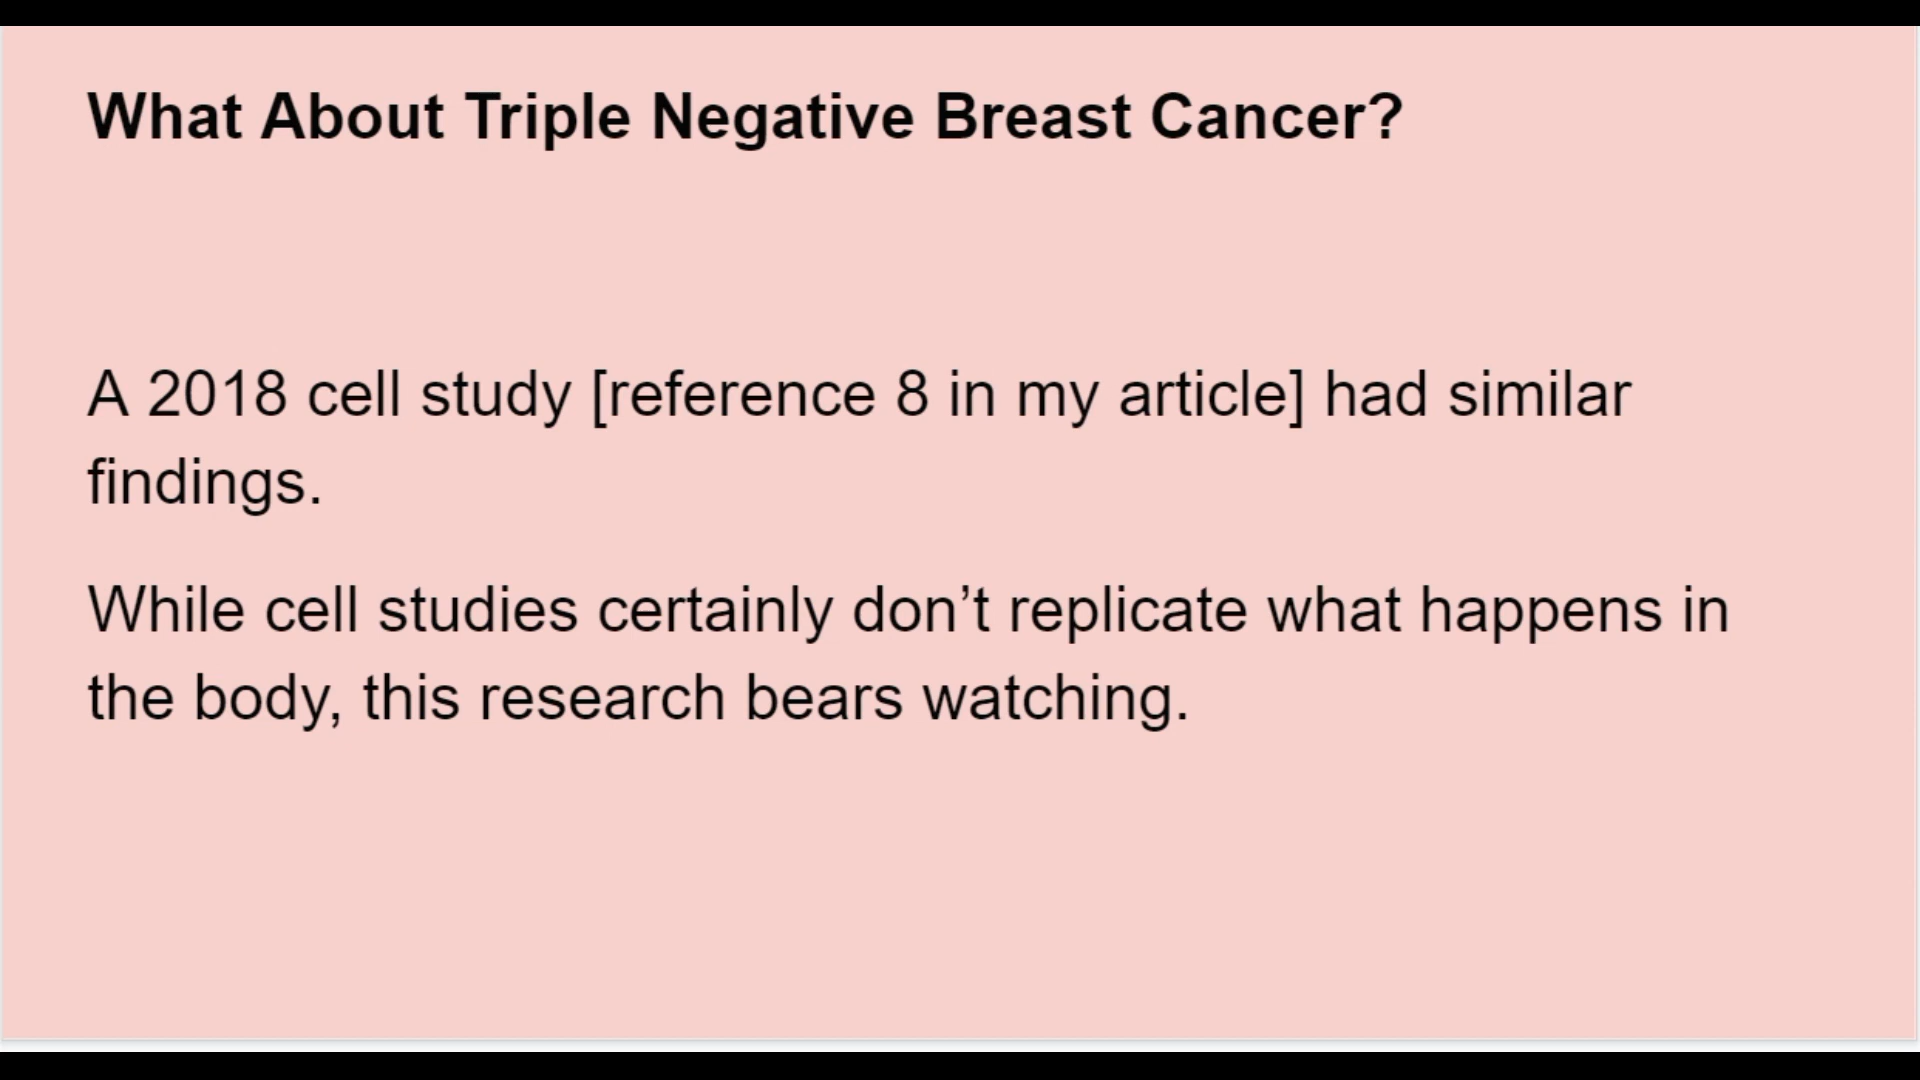 What About Triple Negative Breast Cancer?
A 2018 cell study [reference 8 in my article] had similar
findings.
While cell studies certainly don’t replicate what happens in
the body, this research bears watching.